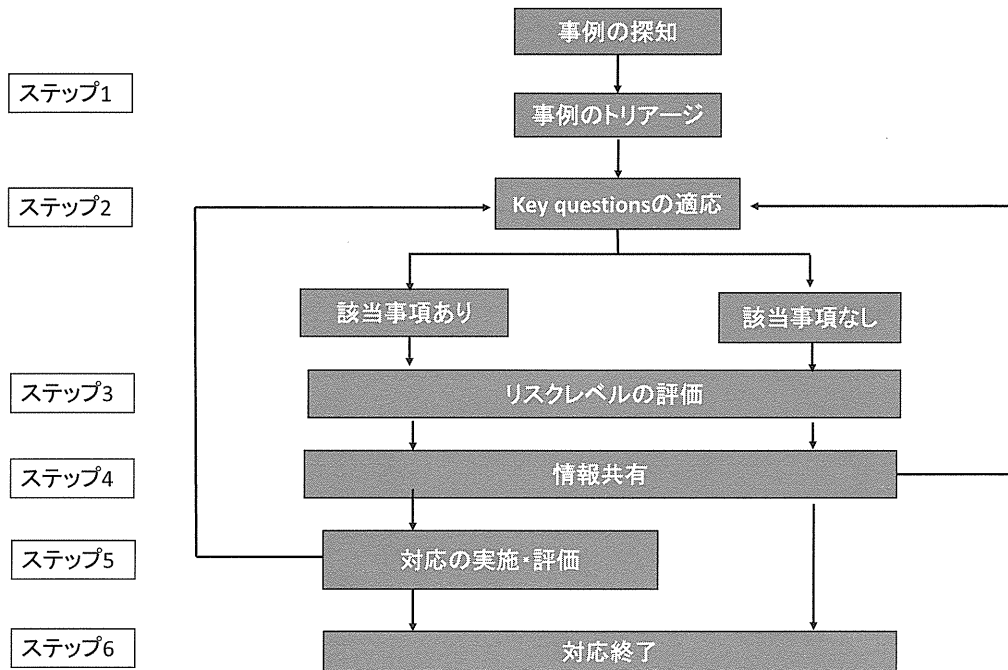 事例の探知
ステップ1
事例のトリアージ
ステップ2
Key questionsの適応
該当事項あり
該当事項なし
ステップ3
リスクレベルの評価
ステップ4
情報共有
ステップ5
対応の実施・評価
ステップ6
対応終了